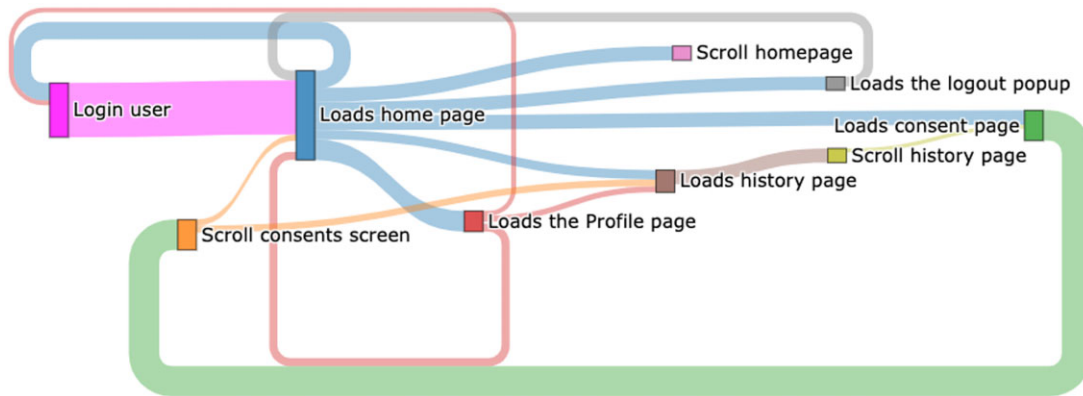 Scroll homepage
Loads the logout popup
Login user
Loads home page
Loads consent page
Scroll history page
Loads history page
Loads the Profile page
Scroll consents screen